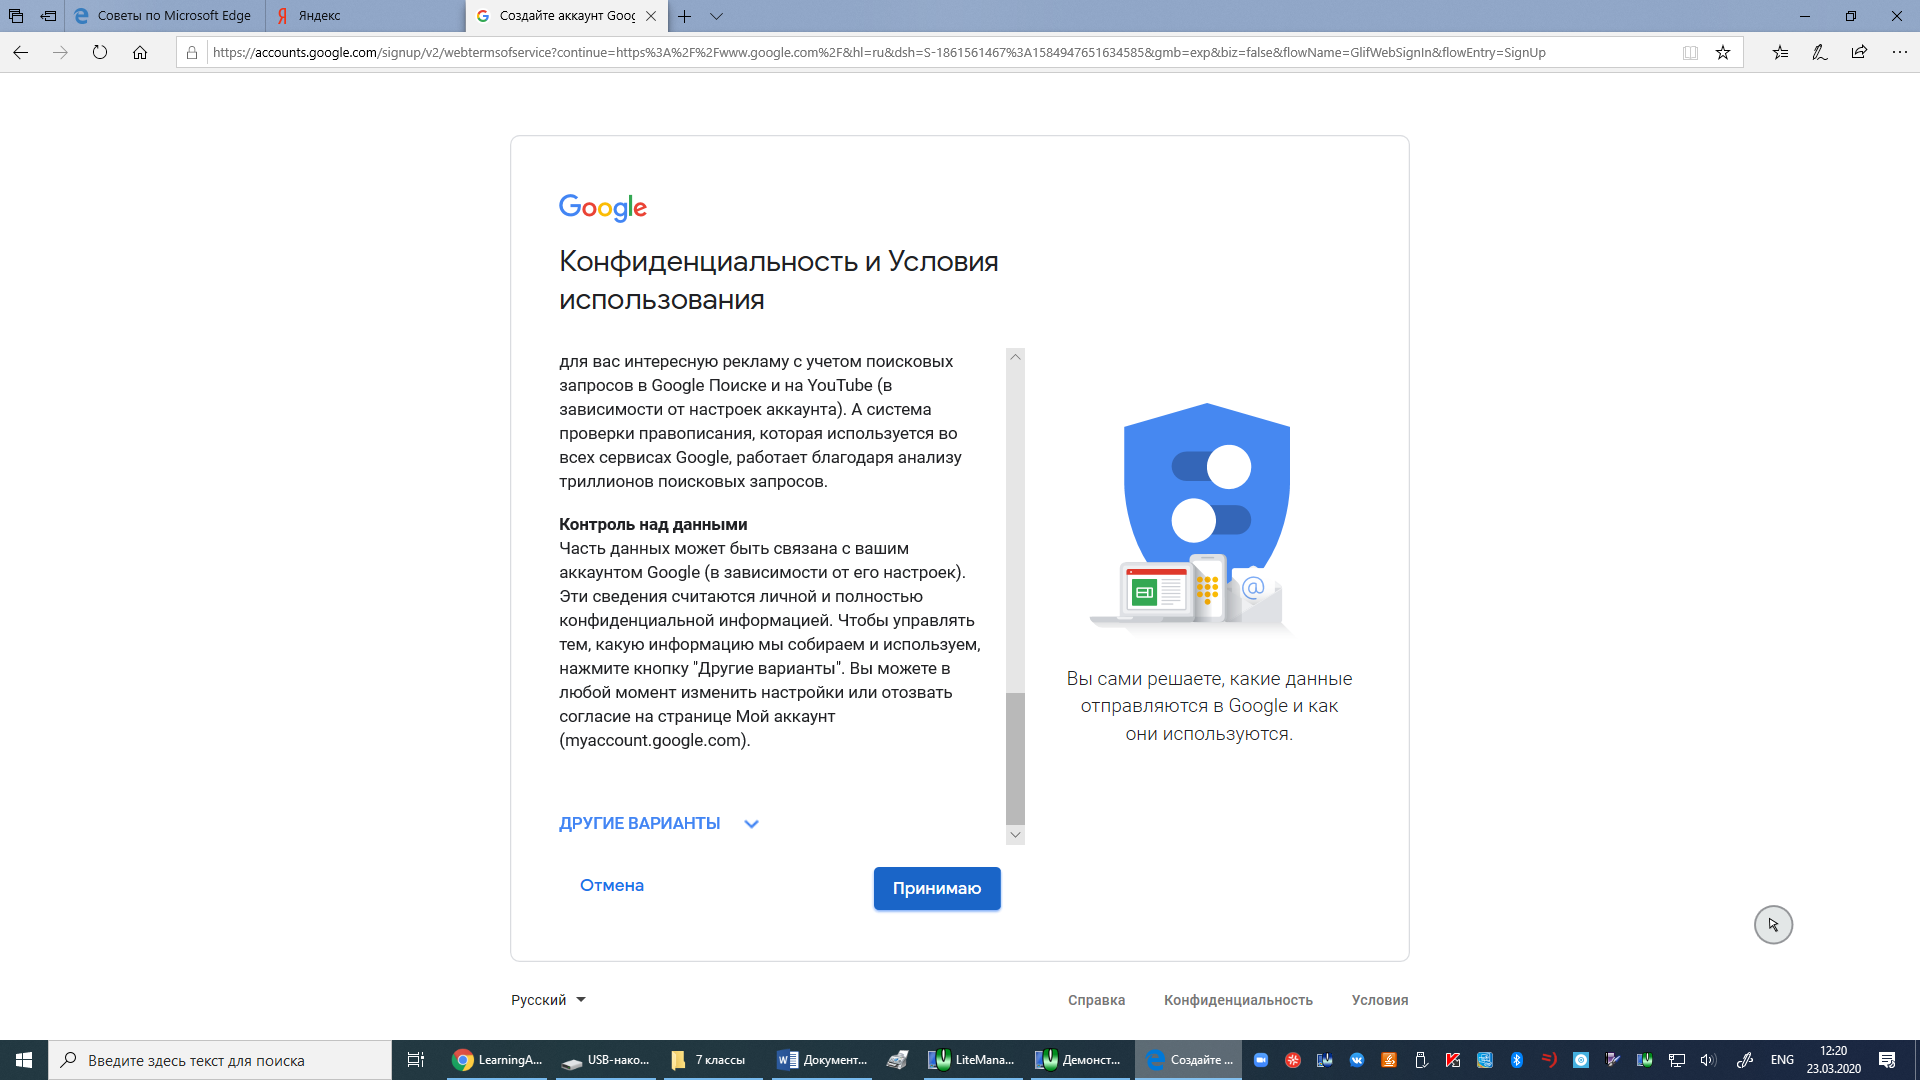 Советы по Microsoft Edge
Яндекс
Создайте аккаунт Goog
https://accounts.google.com/signup/v2/webtermsofservice?continue=https%3A%2F%2Fwww.google.com%2F&hl=ru&dsh=S-1861561467%3A1584947651634585&gmb=exp&biz=false&flowName=GlifWebSignIn&flowEntry=SignUp
Google
Конфиденциальность и Условия
использования
для вас интересную рекламу с учетом поисковых
запросов в Google Поиске и на YouTube (в
зависимости от настроек аккаунта). А система
проверки правописания, которая используется во
всех сервисах Google, работает благодаря анализу
триллионов поисковых запросов.
Контроль над данными
Часть данных может быть связана с вашим
аккаунтом Google (в зависимости от его настроек).
Эти сведения считаются личной и полностью
конфиденциальной информацией. Чтобы управлять
тем, какую информацию мы собираем и используем,
нажмите кнопку "Другие варианты". Вы можете в
любой момент изменить настройки или отозвать
согласие на странице Мой аккаунт
(myaccount.google.com).
ДРУГИЕ ВАРИАНТЫ
Отмена
Принимаю
Вы сами решаете, какие данные
отправляются в Google и как
они используются.
Русский
Справка
Конфиденциальность
Условия
Введите здесь текст для поиска
LearningA...
USB-нако...
7 классы
Документ...
LiteMana...
Демонст...
Создайте ...
ENG
12:20
23.03.2020